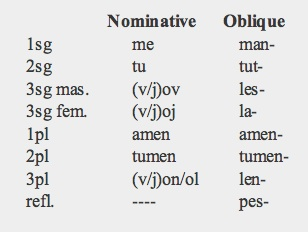 Nominative Oblique
1sg me man-
2sg tu tut-
3sg mas. (v/j)ov les-
3sg fem. (v/j)oj la-
1pl amen amen-
2pl tumen tumen-
3pl (v/j)on/ol len-
refl. ---- pes-